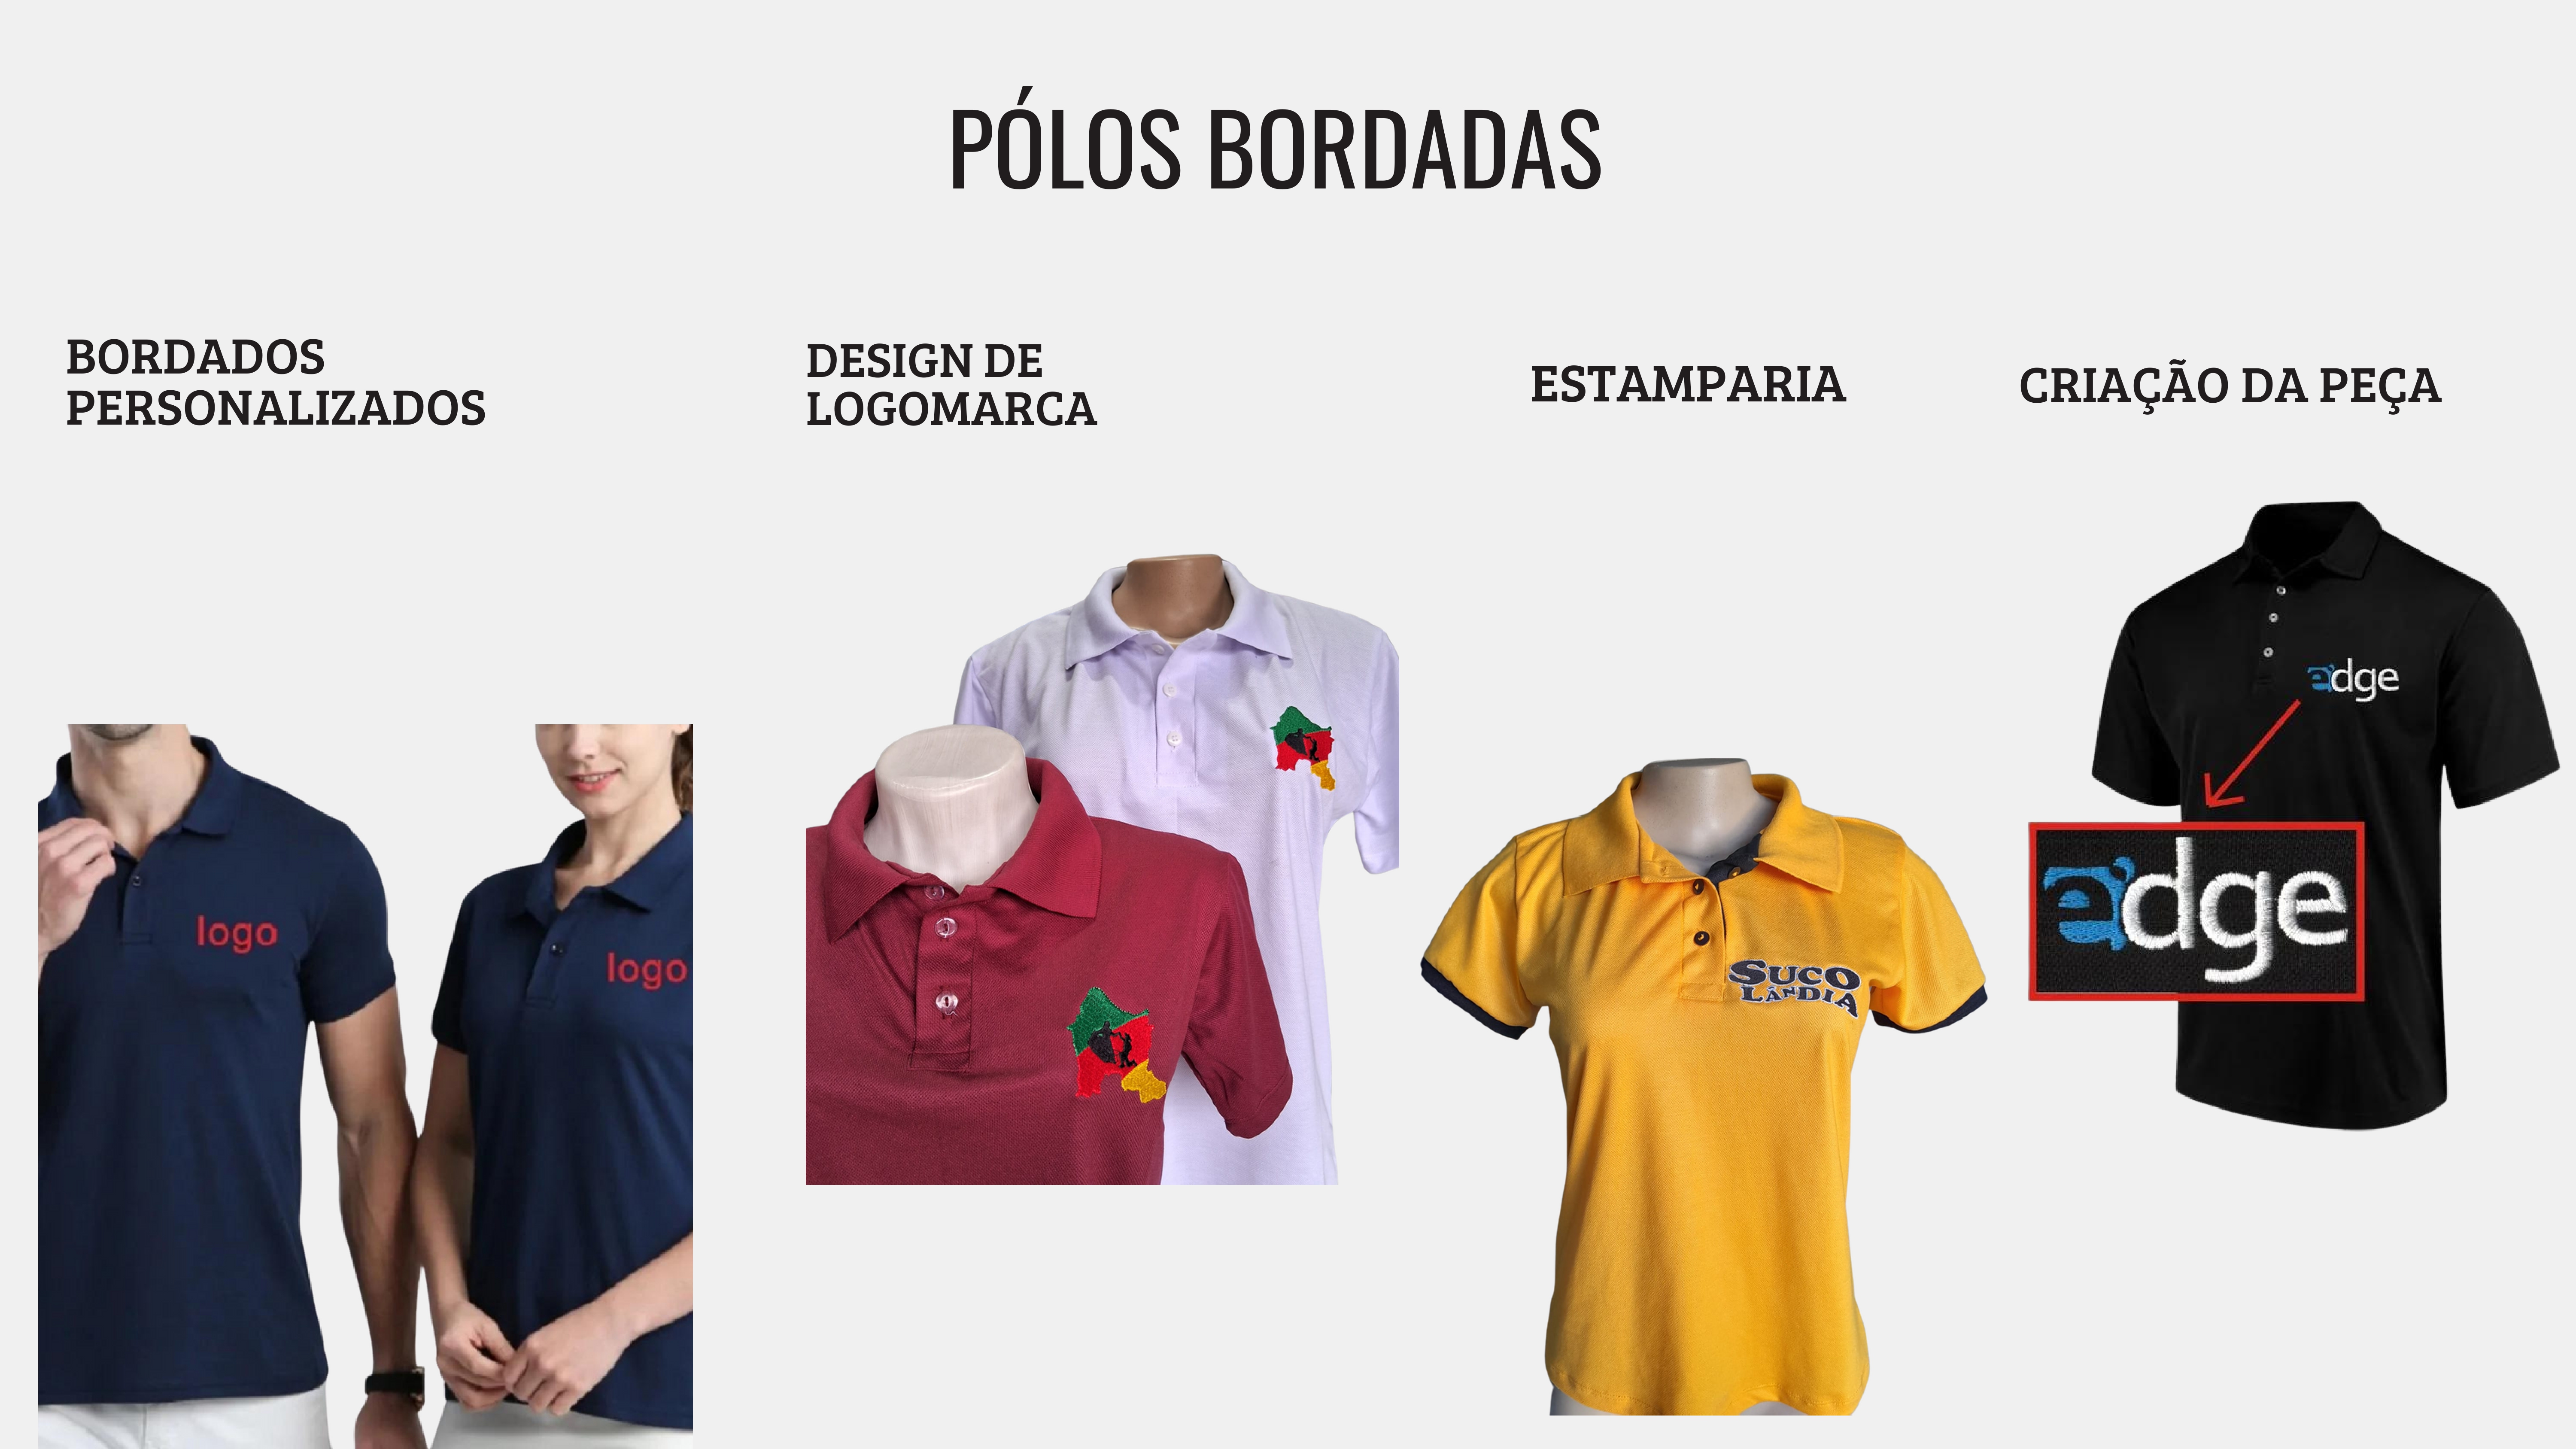 PÓLOS BORDADAS
BORDADOS
PERSONALIZADOS
DESIGN DE
LOGOMARCA
ESTAMPARIA
CRIAÇÃO DA PEÇA
logo
logo
SUCO
LÂNDIA
edge
edge